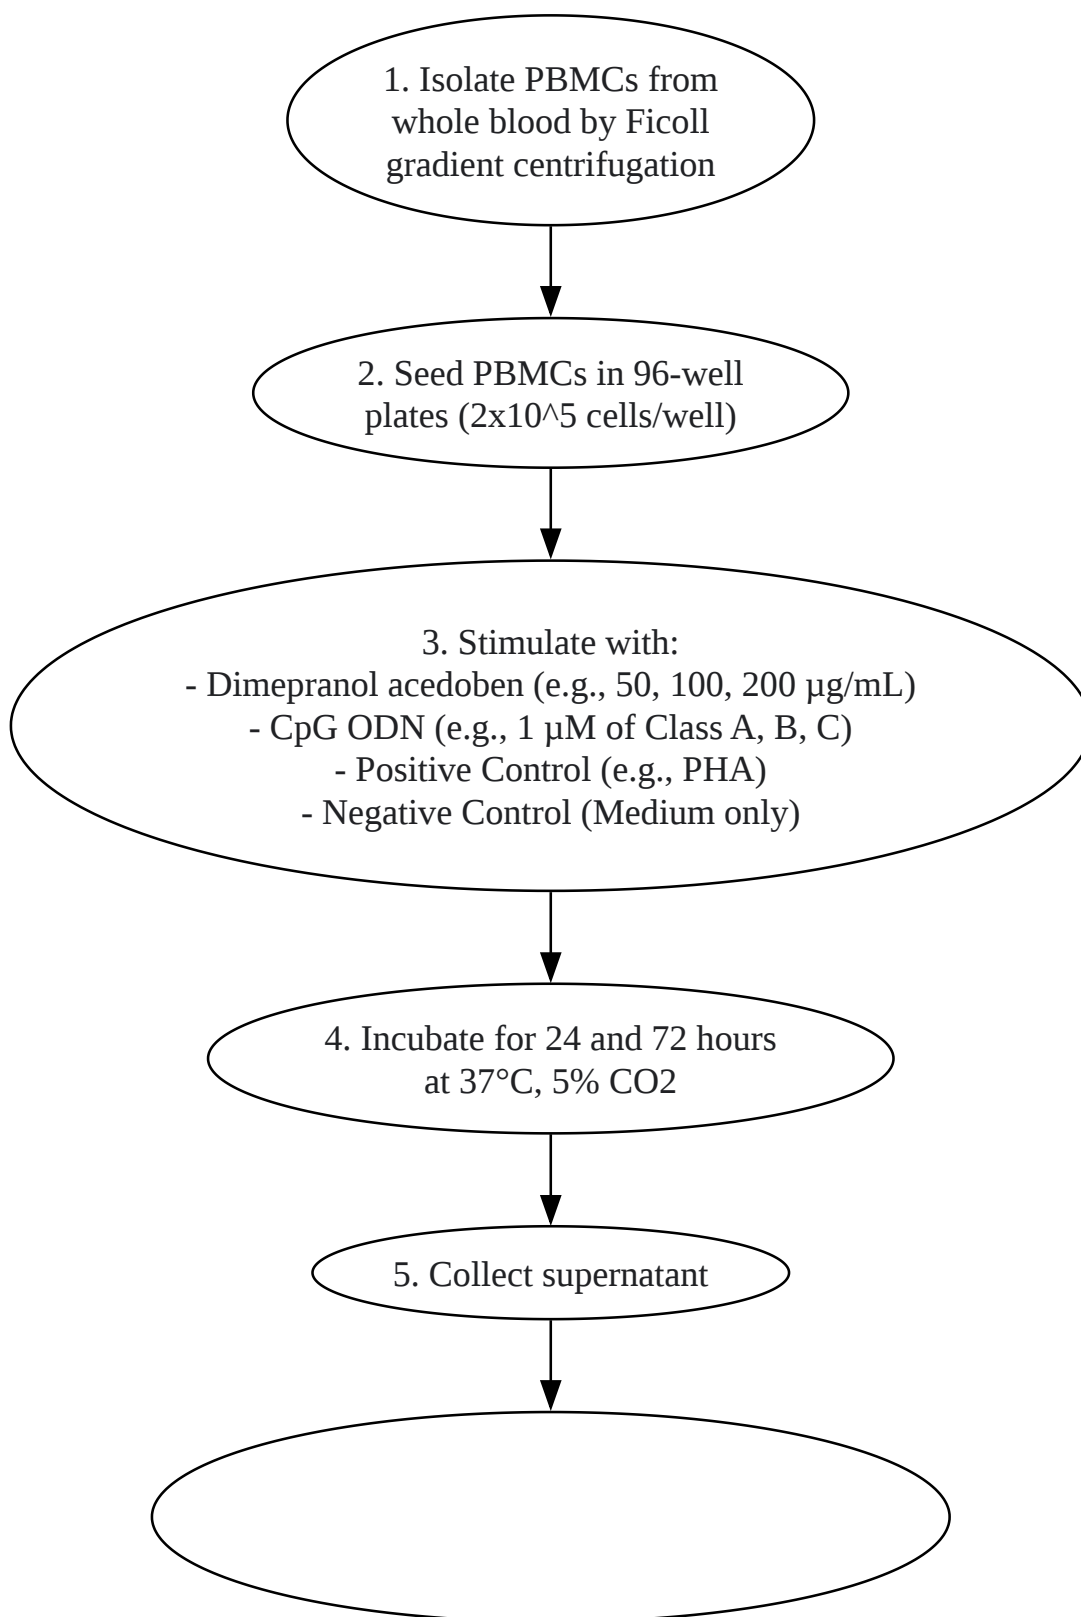 1. Isolate PBMCs from
whole blood by Ficoll
gradient centrifugation
2. Seed PBMCs in 96-well
plates (2x10^5 cells/well)
3. Stimulate with:
- Dimepranol acedoben (e.g., 50, 100, 200 µg/mL)
- CpG ODN (e.g., 1 µM of Class A, B, C)
- Positive Control (e.g., PHA)
- Negative Control (Medium only)
4. Incubate for 24 and 72 hours
at 37°C, 5% CO2
5. Collect supernatant